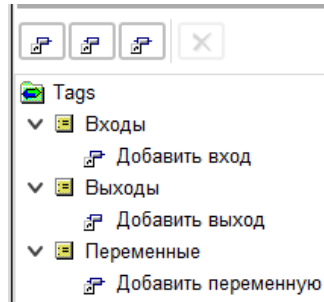 Tags
Входы
Добавить вход
Выходы
Добавить выход
Переменные
Добавить переменную